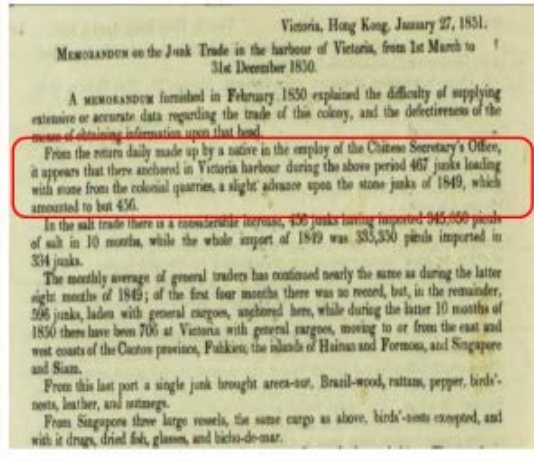 Victoria, Hong Kong, January 27, 1851.
MEMORANDUM on the Junk Trade in the harbour of Victoria, from 1st March to
31st December 1850.
A MEMORANDUM furnished in February 1850 explained the difficulty of supplying
extensive or accurate data regarding the trade of this colony, and the defectiveness of the
means of obtaining information upon that head.
From the return daily made up by a native in the employ of the Chinese Secretary's Office,
it appears that there anchored in Victoria harbour during the above period 467 junks loading
with stone from the colonial quarries, a slight advance upon the stone junks of 1849, which
amounted to but 456.
In the salt trade there is a considerable increase, 456 junks having imported piculs
of salt in 10 months, while the whole import of 1849 was 335,350 piculs imported in
334 junks.
The monthly average of general traders has continued nearly the same as during the latter
eight months of 1849; of the first four months there was no record, but, in the remainder,
596 junks, laden with general cargoes, anchored here, while during the latter 10 months of
1850 there have been 706 at Victoria with general cargoes, moving to or from the east and
west coasts of the Canton province, Fuhkien, the islands of Hainan and Formosa, and Singapore
and Siam.
From this last port a single junk brought areca-nut, Brazil-wood, rattans, pepper, birds'-
nests, leather, and nutmegs.
From Singapore three large vessels, the same cargo as above, birds'-nests excepted, and
with it drugs, dried fish, glasses, and bicho-de-mar.